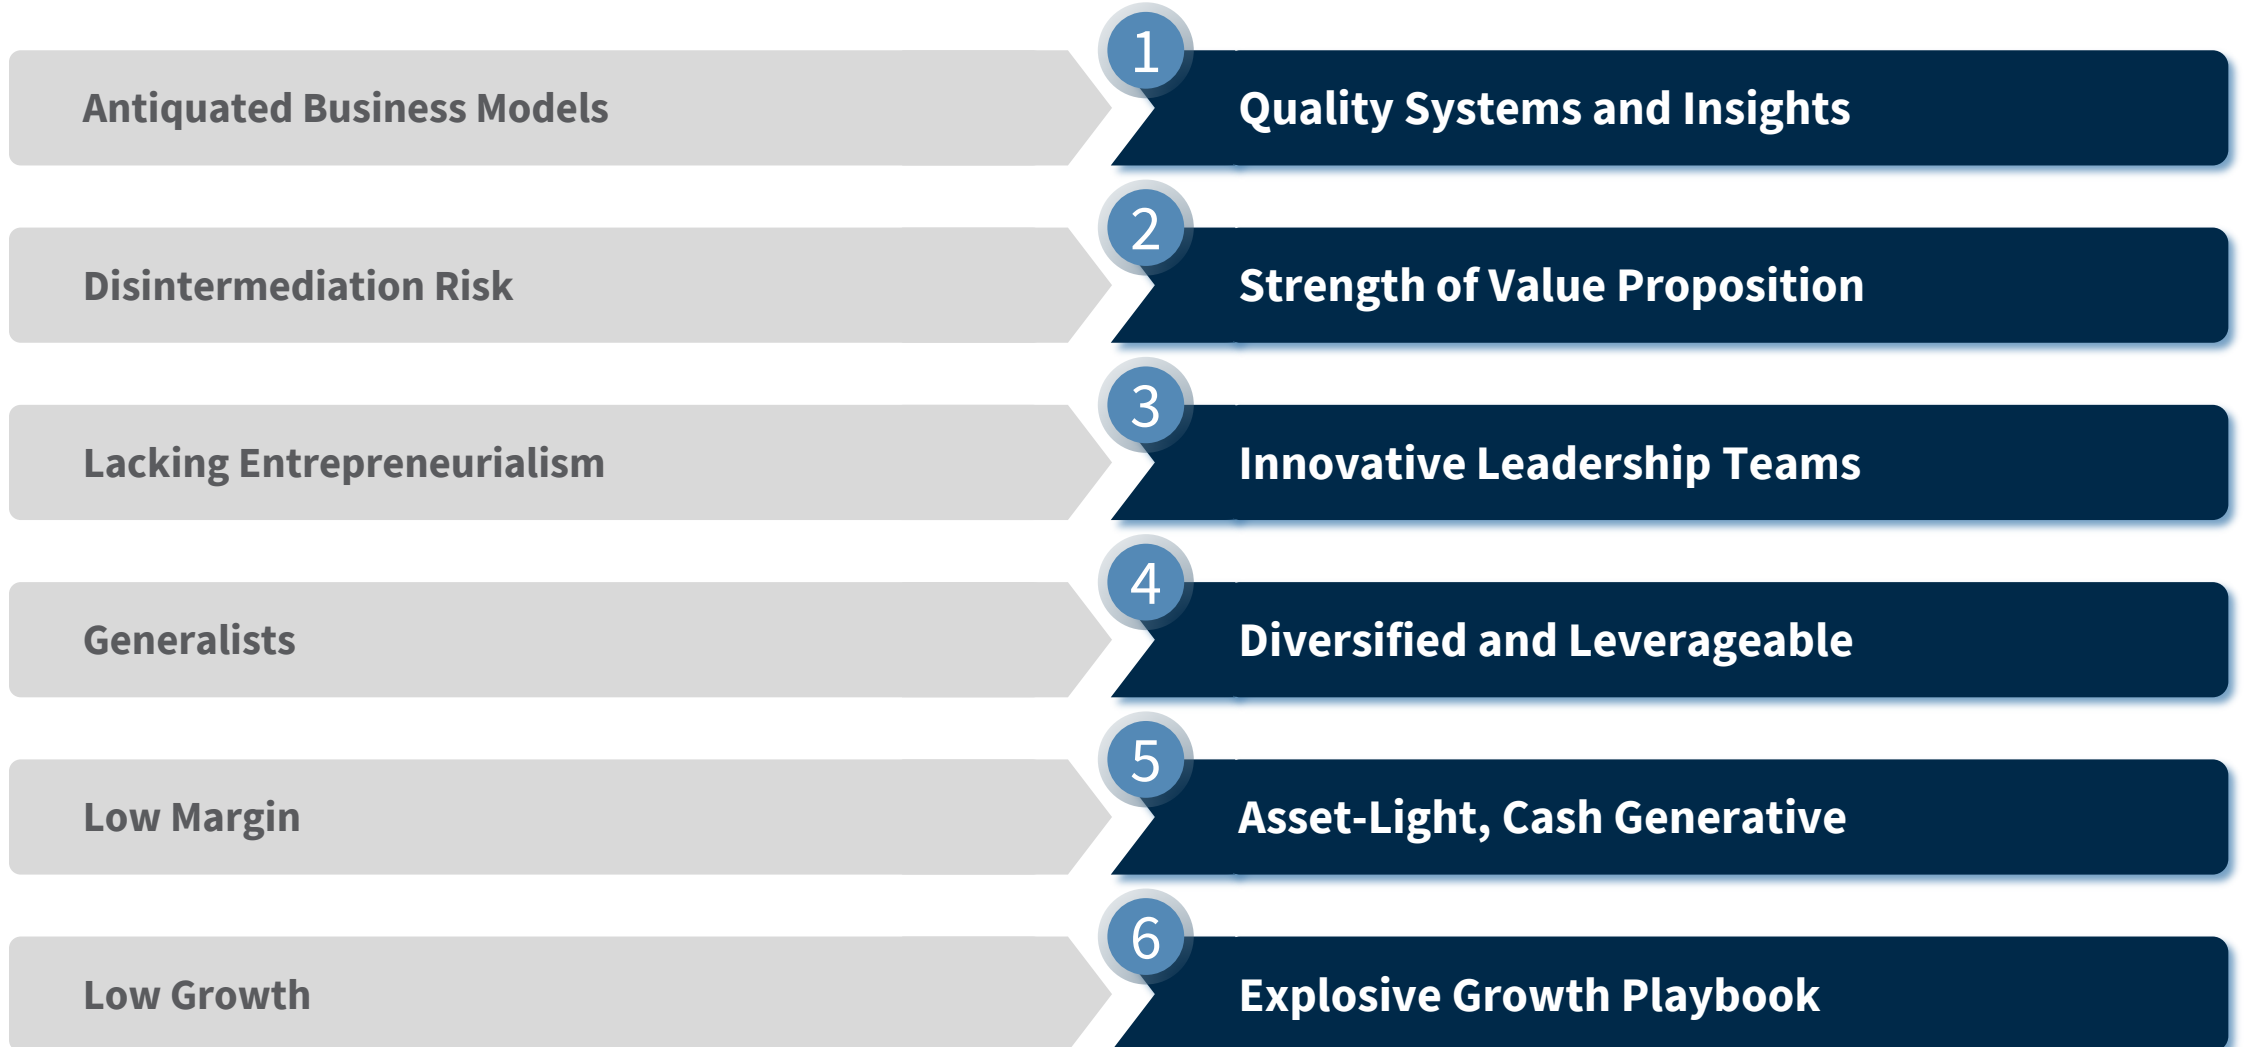 1
Antiquated Business Models
Quality Systems and Insights
2
Disintermediation Risk
Strength of Value Proposition
3
Lacking Entrepreneurialism
Innovative Leadership Teams
4
Generalists
Diversified and Leverageable
5
Low Margin
Asset-Light, Cash Generative
6
Low Growth
Explosive Growth Playbook